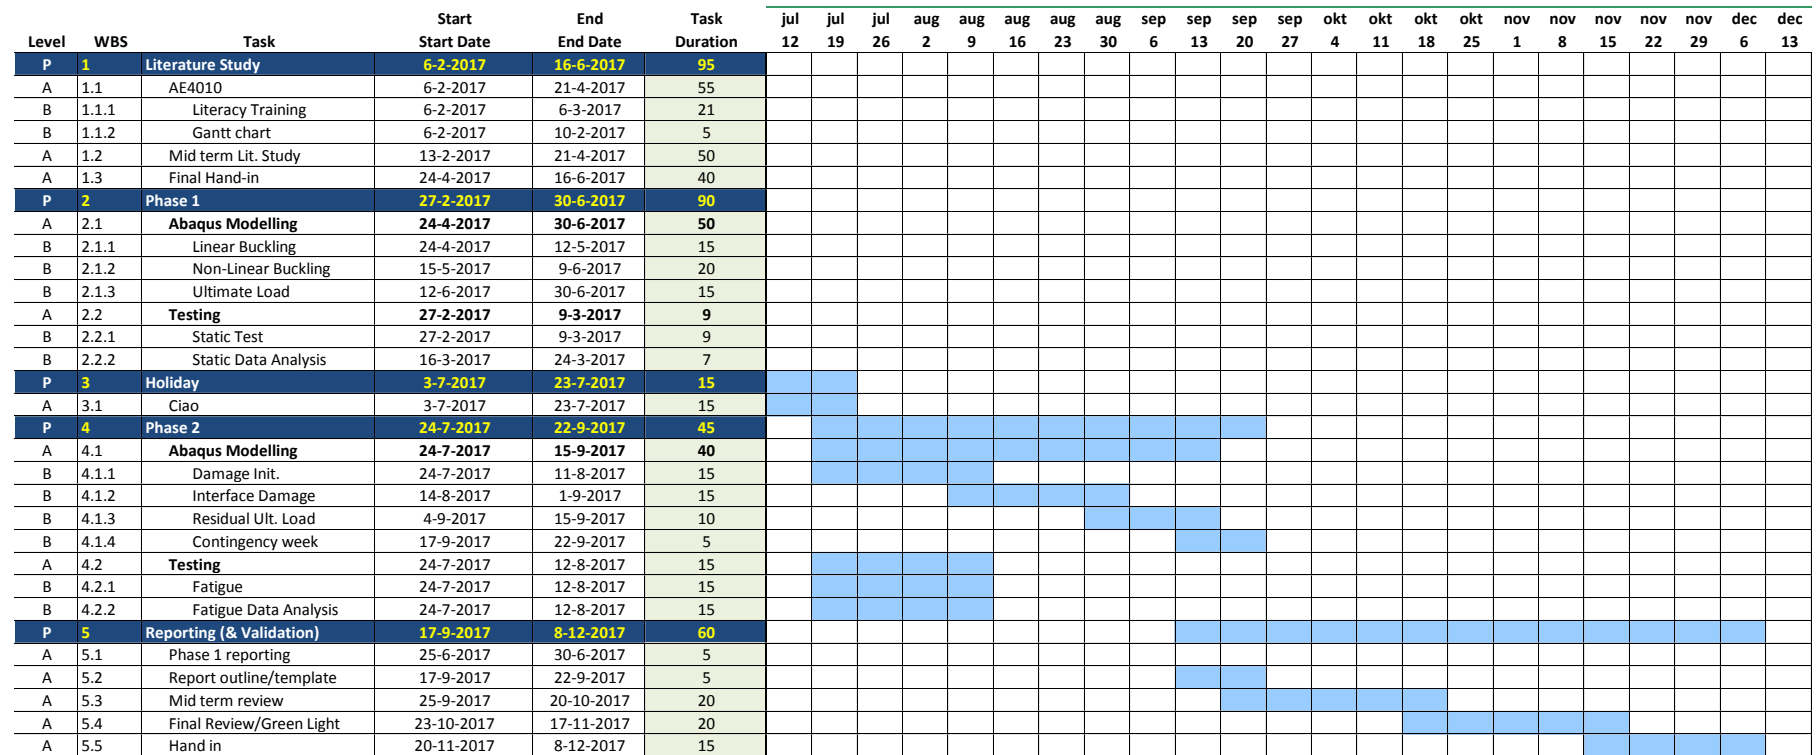 Start End Task jul jul jul aug aug aug aug aug sep sep sep sep okt okt okt okt nov nov nov nov nov dec dec
Level WBS Task Start Date End Date Duration 12 19 26 2 9 16 23 30 6 13 20 27 4 11 18 25 1 8 15 22 29 6 13
P 1 Literature Study 6-2-2017 16-6-2017 95
A 1.1 AE4010 6-2-2017 21-4-2017 55
B 1.1.1 Literacy Training 6-2-2017 6-3-2017 21
B 1.1.2 Gantt chart 6-2-2017 10-2-2017 5
A 1.2 Mid term Lit. Study 13-2-2017 21-4-2017 50
A 1.3 Final Hand-in 24-4-2017 16-6-2017 40
P 2 Phase 1 27-2-2017 30-6-2017 90
A 2.1 Abaqus Modelling 24-4-2017 30-6-2017 50
B 2.1.1 Linear Buckling 24-4-2017 12-5-2017 15
B 2.1.2 Non-Linear Buckling 15-5-2017 9-6-2017 20
B 2.1.3 Ultimate Load 12-6-2017 30-6-2017 15
A 2.2 Testing 27-2-2017 9-3-2017 9
B 2.2.1 Static Test 27-2-2017 9-3-2017 9
B 2.2.2 Static Data Analysis 16-3-2017 24-3-2017 7
P 3 Holiday 3-7-2017 23-7-2017 15
A 3.1 Ciao 3-7-2017 23-7-2017 15
P 4 Phase 2 24-7-2017 22-9-2017 45
A 4.1 Abaqus Modelling 24-7-2017 15-9-2017 40
B 4.1.1 Damage Init. 24-7-2017 11-8-2017 15
B 4.1.2 Interface Damage 14-8-2017 1-9-2017 15
B 4.1.3 Residual Ult. Load 4-9-2017 15-9-2017 10
B 4.1.4 Contingency week 17-9-2017 22-9-2017 5
A 4.2 Testing 24-7-2017 12-8-2017 15
B 4.2.1 Fatigue 24-7-2017 12-8-2017 15
B 4.2.2 Fatigue Data Analysis 24-7-2017 12-8-2017 15
P 5 Reporting (& Validation) 17-9-2017 8-12-2017 60
A 5.1 Phase 1 reporting 25-6-2017 30-6-2017 5
A 5.2 Report outline/template 17-9-2017 22-9-2017 5
A 5.3 Mid term review 25-9-2017 20-10-2017 20
A 5.4 Final Review/Green Light 23-10-2017 17-11-2017 20
A 5.5 Hand in 20-11-2017 8-12-2017 15